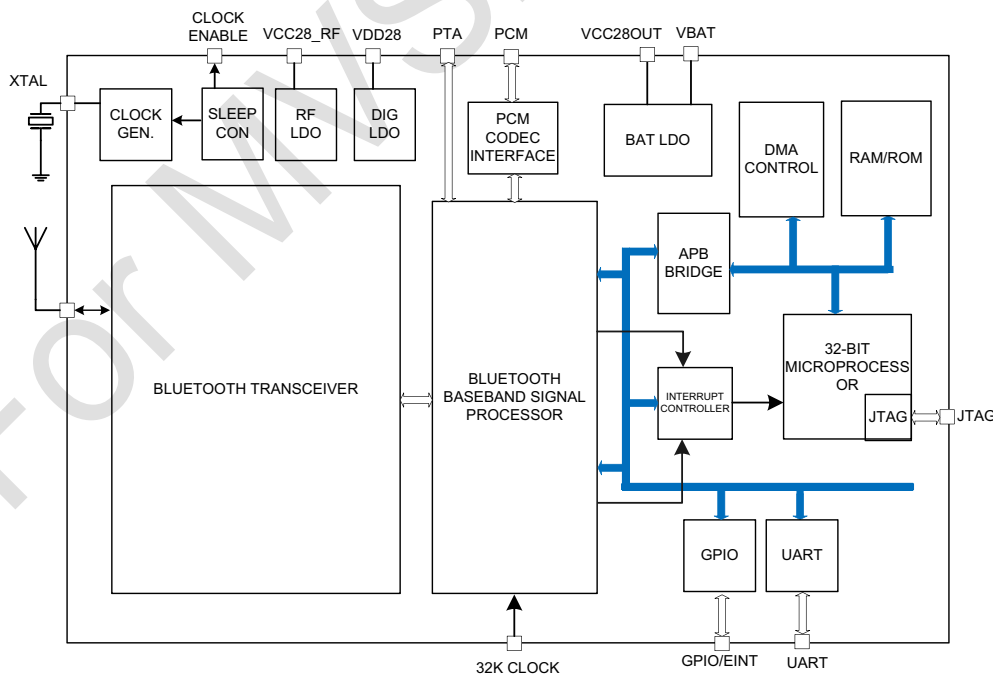 CLOCK
ENABLE
VCC28_RF
VDD28
PTA
PCM
VCC28OUT
VBAT
XTAL
CLOCK
GEN.
SLEEP
CON
RF
LDO
DIG
LDO
PCM
CODEC
INTERFACE
BAT LDO
DMA
CONTROL
RAM/ROM
APB
BRIDGE
BLUETOOTH TRANSCEIVER
BLUETOOTH
BASEBAND SIGNAL
PROCESSOR
INTERRUPT
CONTROLLER
32-BIT
MICROPROCESS
OR
JTAG
JTAG
GPIO
UART
32K CLOCK
GPIO/EINT
UART